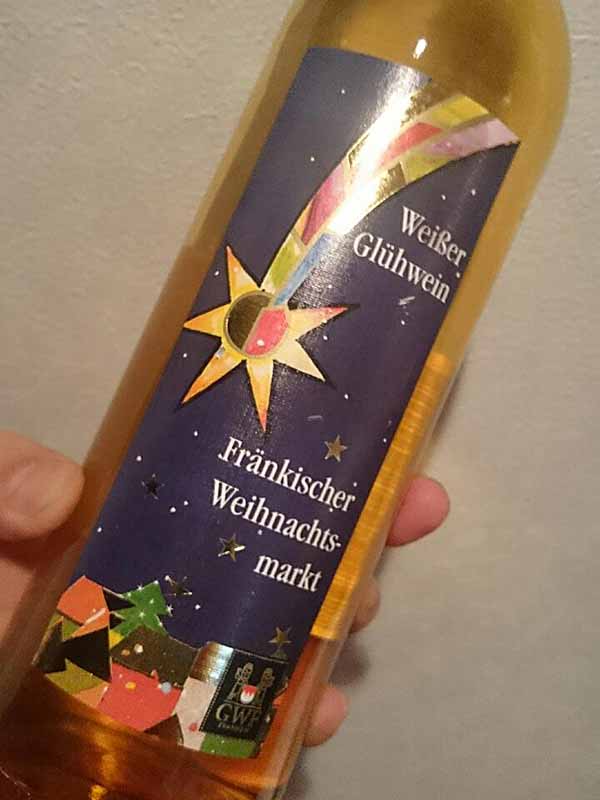 Weißer
Glühwein
Fränkischer
Weihnachts-
markt
GWF